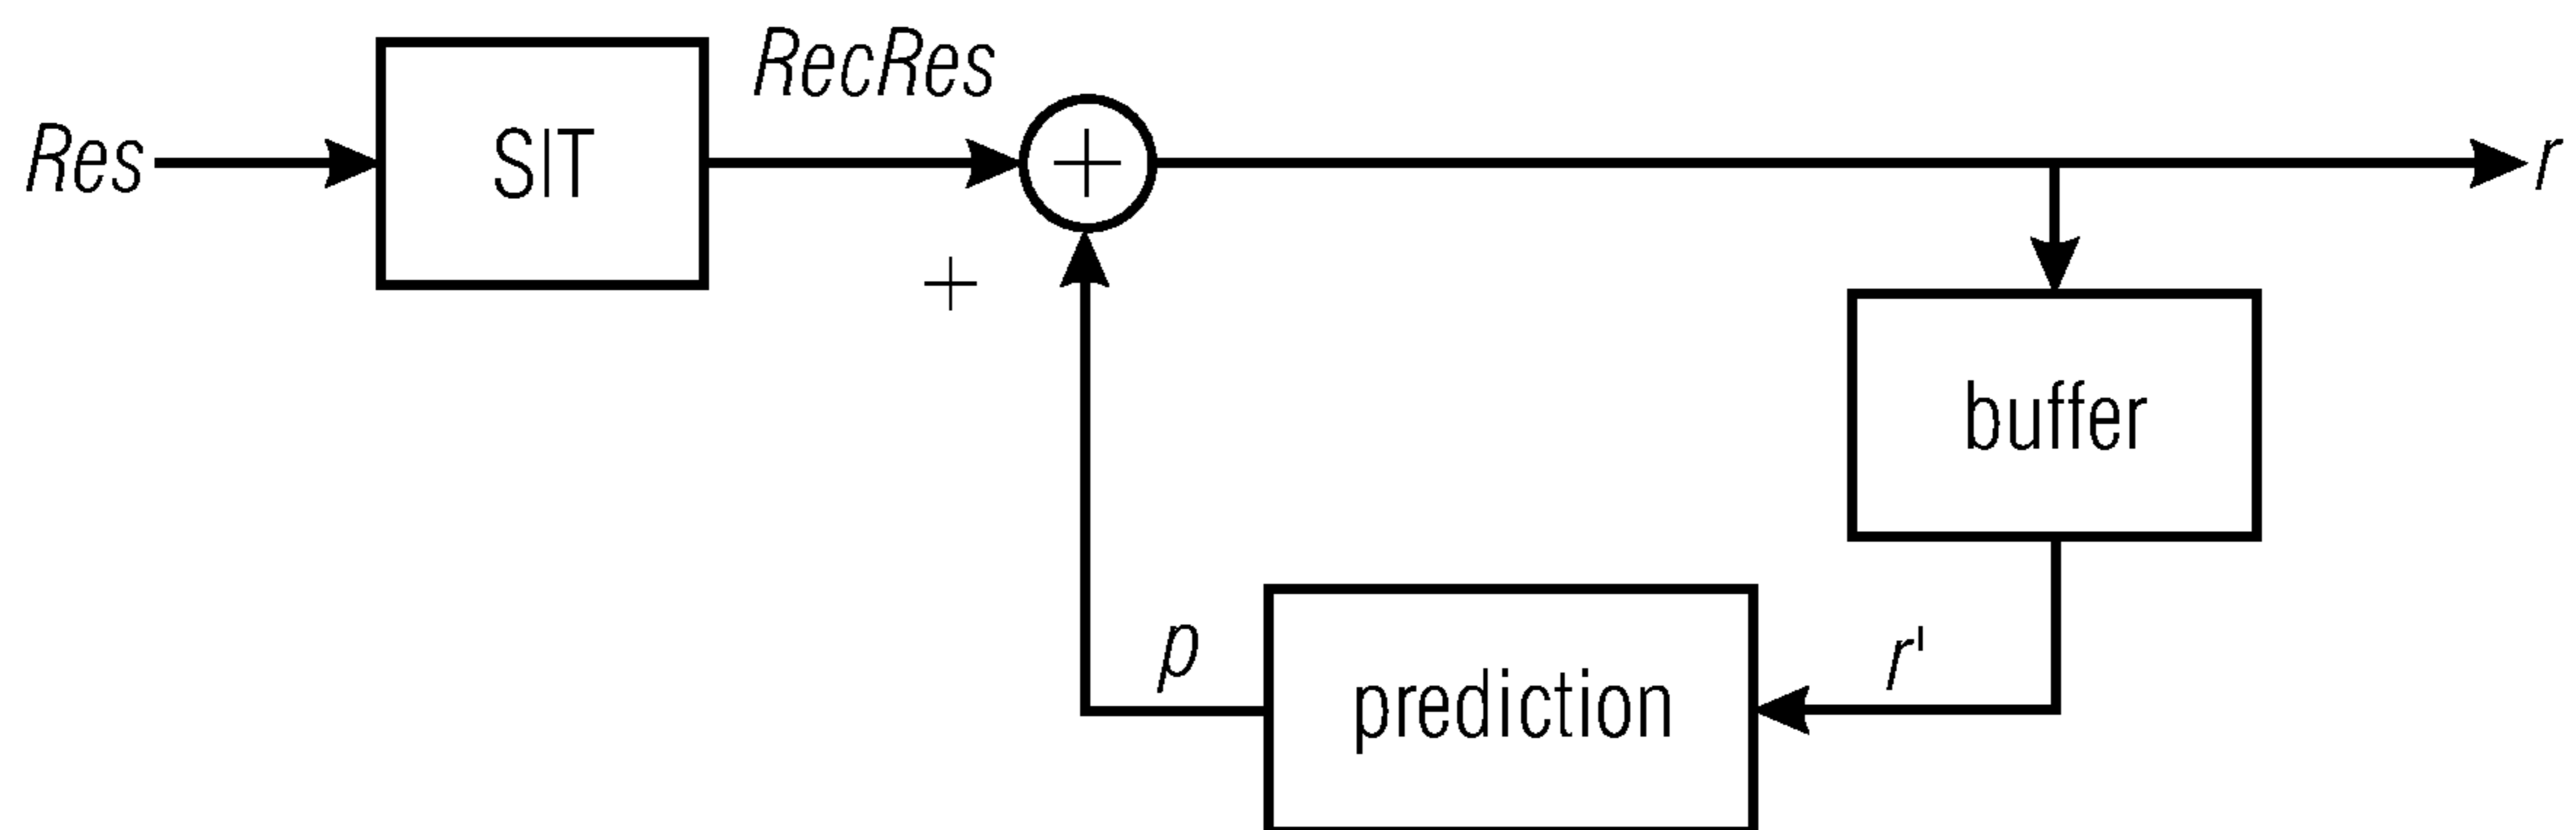 RecRes
Res
SIT
+
r
+
buffer
p
prediction
r'